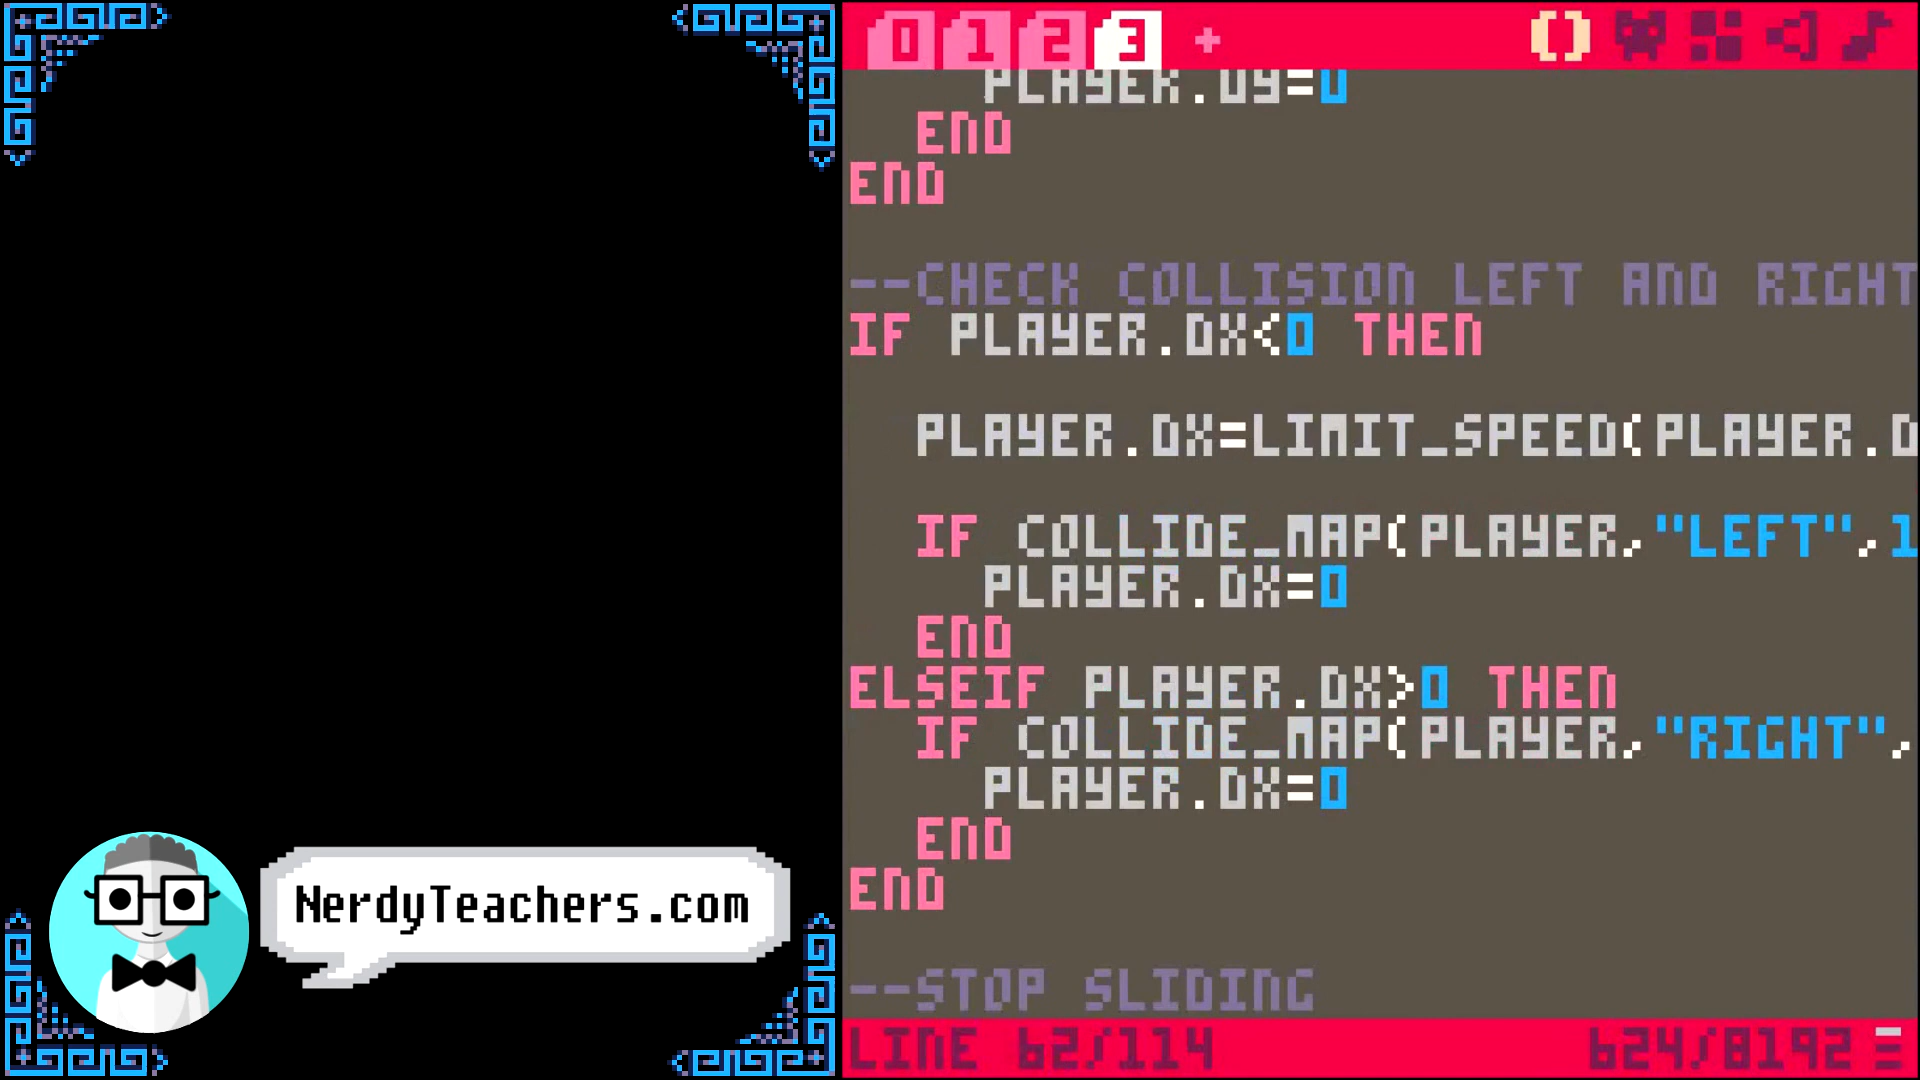 NerdyTeachers.com
0 1 2 3 +
PLAYER.DY=0
END
END
--CHECK COLLISION LEFT AND RIGHT
IF PLAYER.DX<0 THEN
PLAYER.DX=LIMIT_SPEED(PLAYER.D
IF COLLIDE_MAP(PLAYER,"LEFT",1
PLAYER.DX=0
END
ELSEIF PLAYER.DX>0 THEN
IF COLLIDE_MAP(PLAYER,"RIGHT",
PLAYER.DX=0
END
END
--STOP SLIDING
LINE 62/114 624/8192